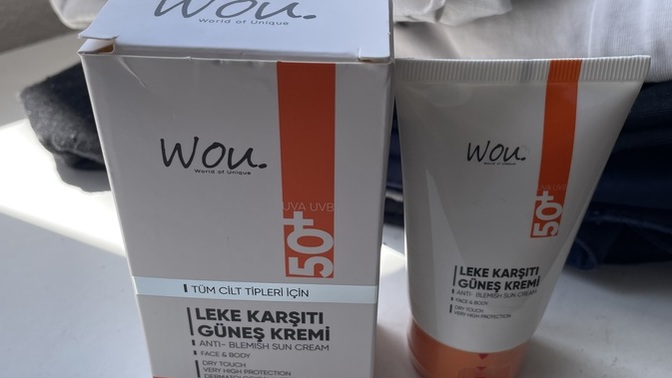 Wou.
World of Unique
Wou.
World of Unique
UVA UVB
50+
TÜM CİLT TİPLERİ İÇİN
LEKE KARŞITI
GÜNEŞ KREMİ
ANTI- BLEMISH SUN CREAM
FACE & BODY
DRY TOUCH
VERY HIGH PROTECTION
Wou.
World of Unique
UVA UVB
50+
LEKE KARŞITI
GÜNEŞ KREMİ
ANTI- BLEMISH SUN CREAM
FACE & BODY
DRY TOUCH
VERY HIGH PROTECTION